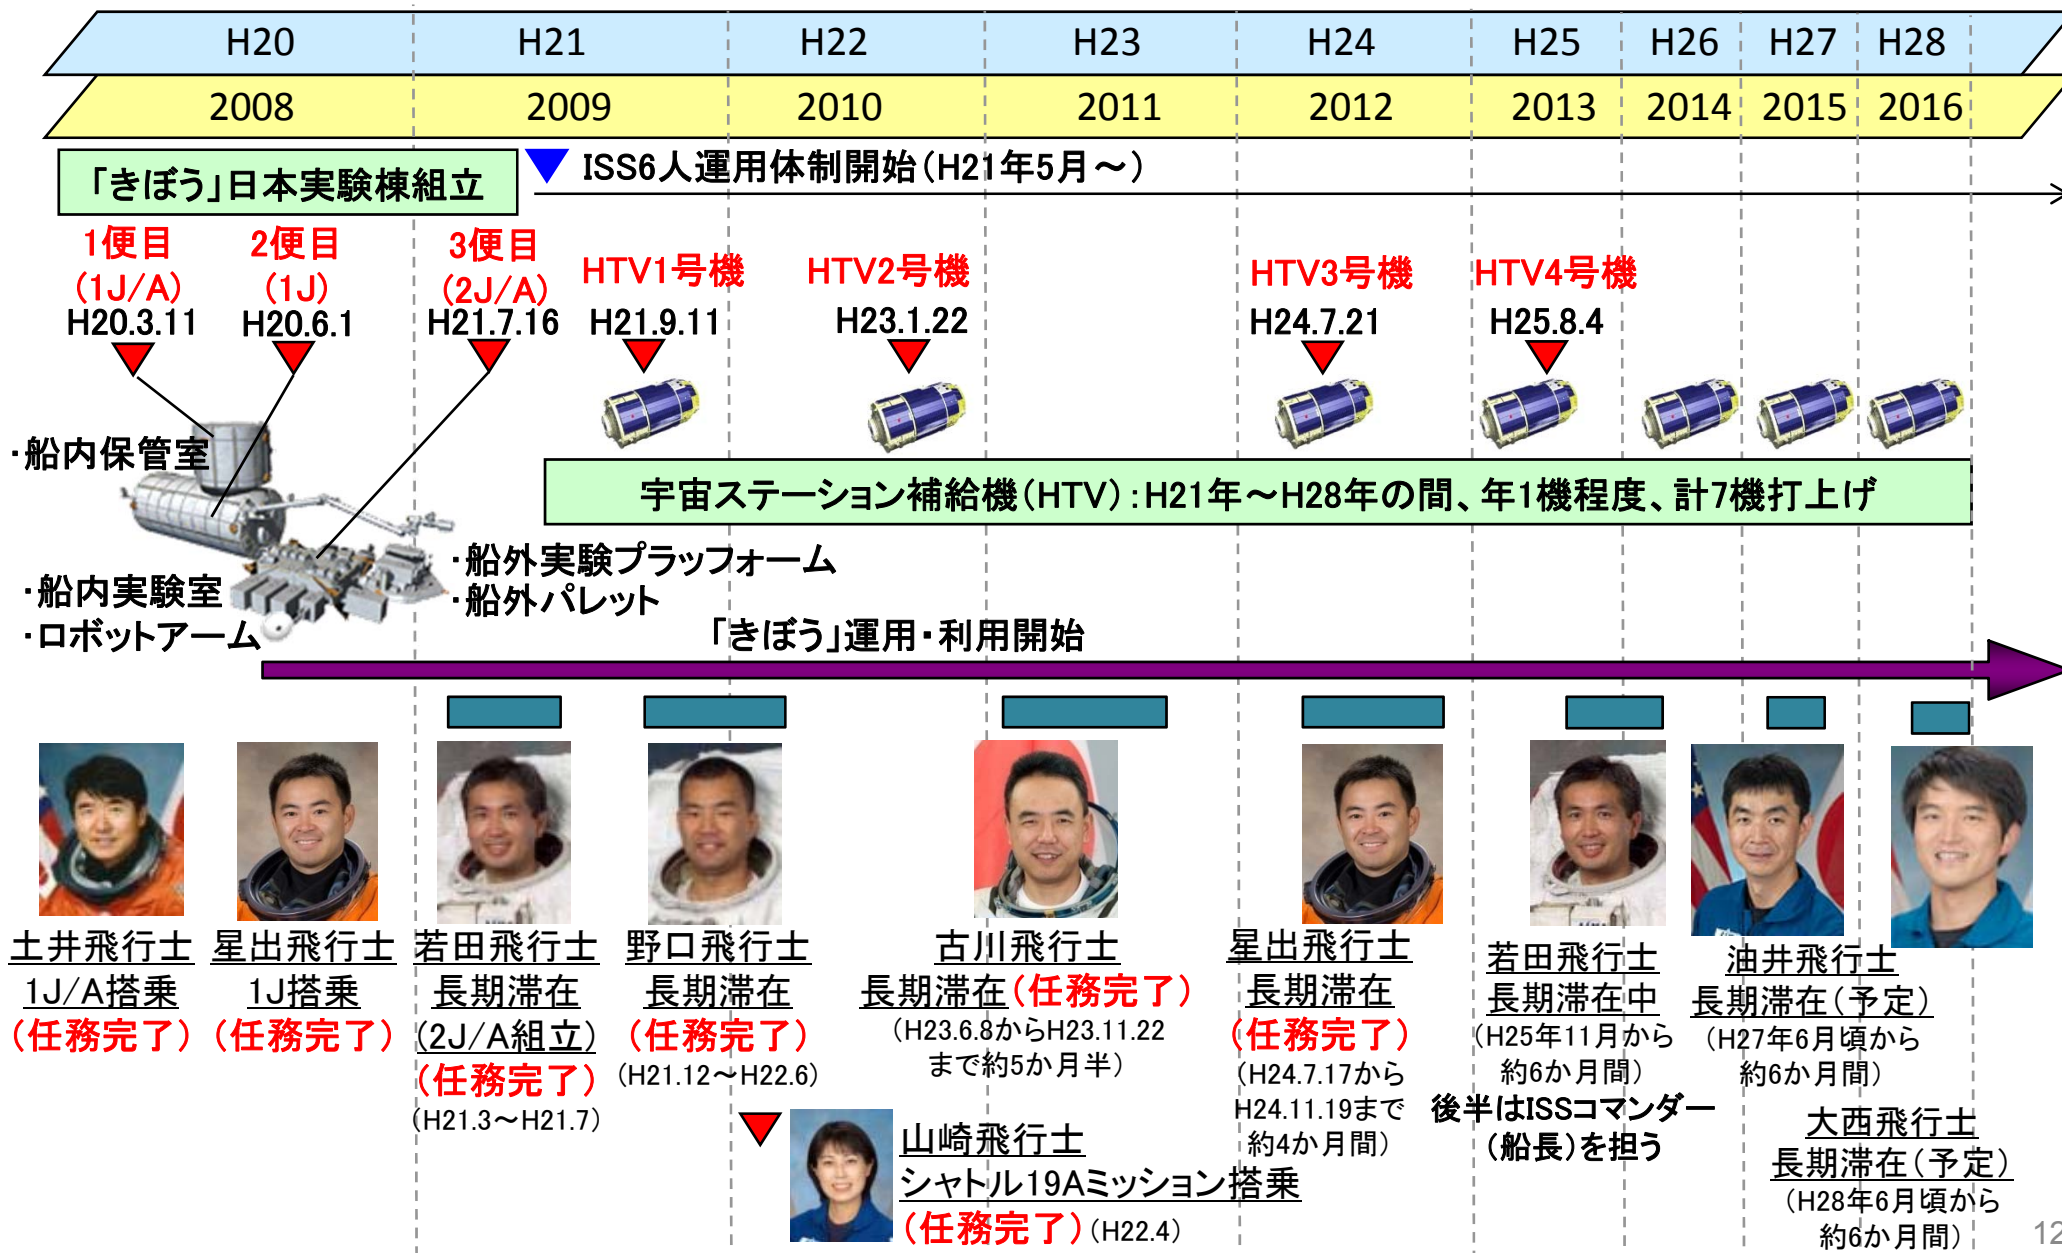 H20 H21 H22 H23 H24 H25 H26 H27 H28
2008 2009 2010 2011 2012 2013 2014 2015 2016
「きぼう」日本実験棟組立
ISS6人運用体制開始(H21年5月～)
1便目
(1J/A)
H20.3.11
2便目
(1J)
H20.6.1
3便目
(2J/A)
H21.7.16
HTV1号機
H21.9.11
HTV2号機
H23.1.22
HTV3号機
H24.7.21
HTV4号機
H25.8.4
・船内保管室
宇宙ステーション補給機(HTV):H21年～H28年の間、年1機程度、計7機打上げ
・船内実験室
・ロボットアーム
・船外実験プラッフォーム
・船外パレット
「きぼう」運用・利用開始
土井飛行士
1J/A搭乗
(任務完了)
星出飛行士
1J搭乗
(任務完了)
若田飛行士
長期滞在
(2J/A組立)
(任務完了)
(H21.3～H21.7)
野口飛行士
長期滞在
(任務完了)
(H21.12～H22.6)
古川飛行士
長期滞在(任務完了)
(H23.6.8からH23.11.22
まで約5か月半)
星出飛行士
長期滞在
(任務完了)
(H24.7.17から
H24.11.19まで
約4か月間)
若田飛行士
長期滞在中
(H25年11月から
約6か月間)
後半はISSコマンダー
(船長)を担う
油井飛行士
長期滞在(予定)
(H27年6月頃から
約6か月間)
山崎飛行士
シャトル19Aミッション搭乗
(任務完了)(H22.4)
大西飛行士
長期滞在(予定)
(H28年6月頃から
約6か月間)
12